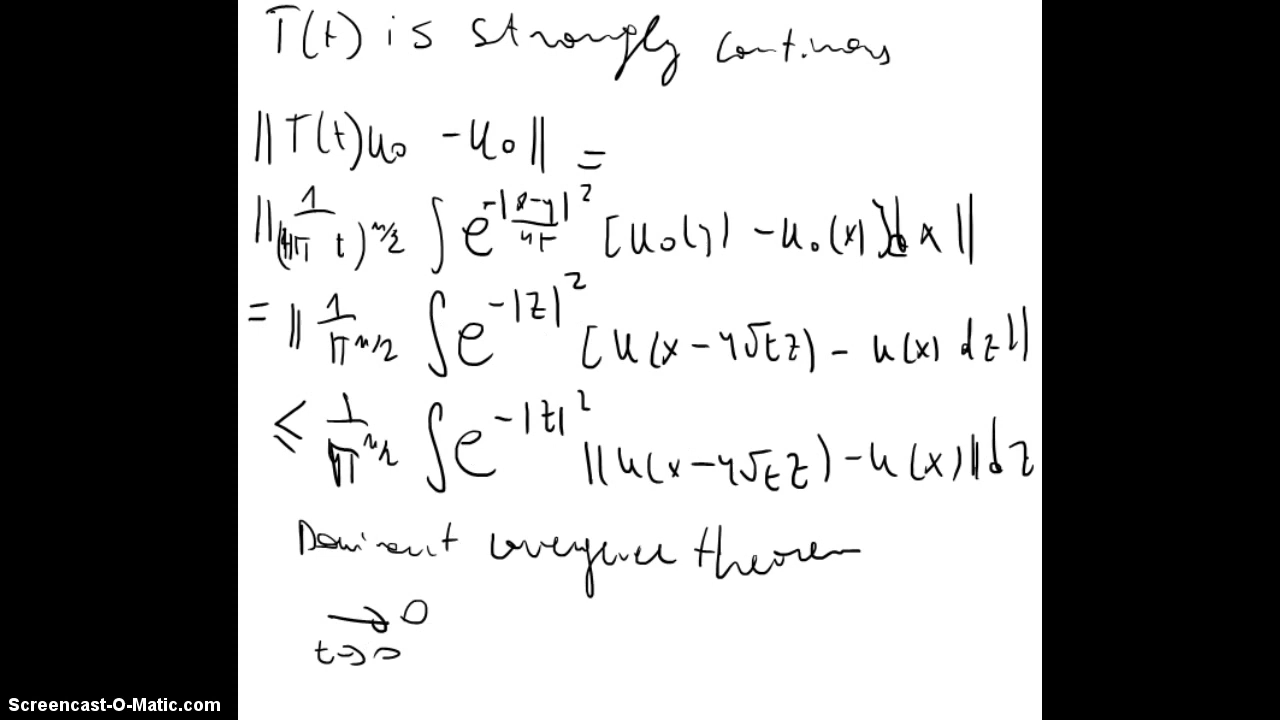 T(t) is strongly continuous
||T(t)u₀ - u₀|| =
||1/(4π t)^{n/2} ∫ e^{-|x-y|²/4t} [u₀(y) - u₀(x)] dx||
= || 1/π^{n/2} ∫ e^{-|z|²} [u(x - 4√t z) - u(x) dz||
≤ 1/π^{n/2} ∫ e^{-|z|²} ||u(x - 4√t z) - u(x)|| dz
Dominant convergence theorem
→ 0
t → 0
Screencast-O-Matic.com